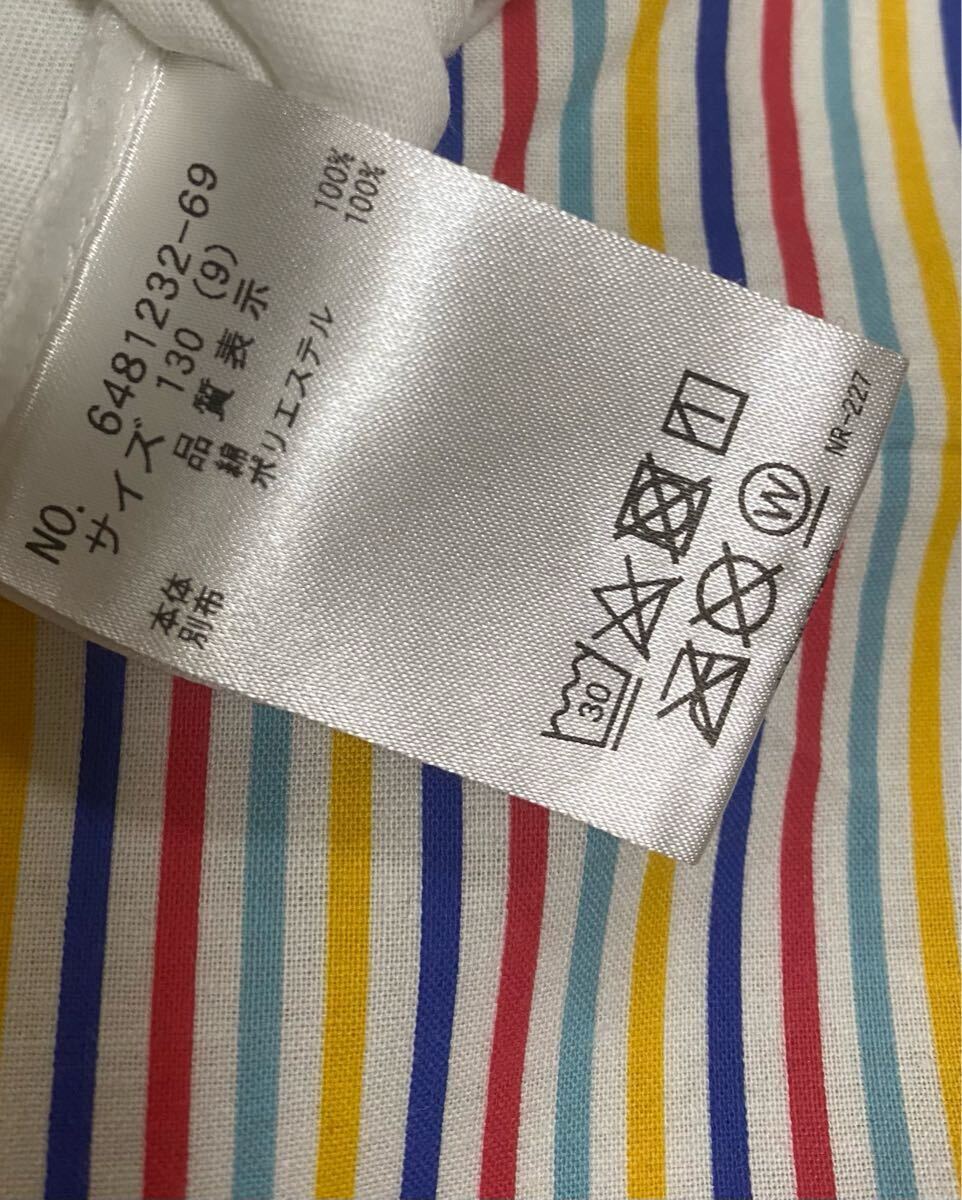 NO. 6481232-69
サイズ 130 (9)
品質表示
本体 綿 100%
別布 ポリエステル 100%
30
W
NR-227